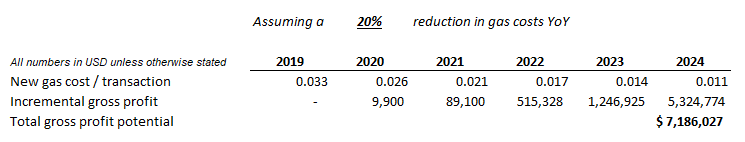 Assuming a 20% reduction in gas costs YoY
All numbers in USD unless otherwise stated 2019 2020 2021 2022 2023 2024
New gas cost / transaction 0.033 0.026 0.021 0.017 0.014 0.011
Incremental gross profit - 9,900 89,100 515,328 1,246,925 5,324,774
Total gross profit potential $ 7,186,027